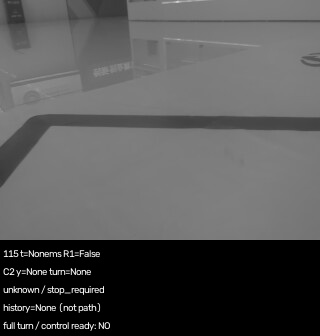 115 t=Nonems R1=False
C2 y=None turn=None
unknown / stop_required
history=None (not path)
full turn / control ready: NO